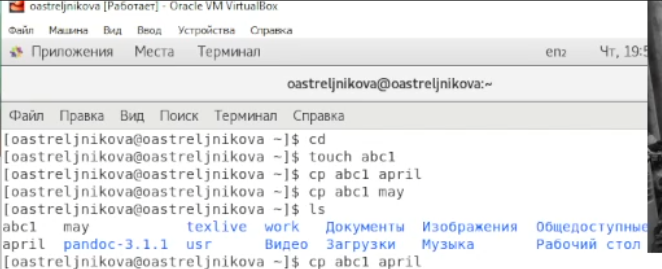 oastreljnikova [Работает] - Oracle VM VirtualBox
Файл Машина Вид Ввод Устройства Справка
Приложения Места Терминал en₂ Чт, 19:5
oastreljnikova@oastreljnikova:~
Файл Правка Вид Поиск Терминал Справка
[oastreljnikova@oastreljnikova ~]$ cd
[oastreljnikova@oastreljnikova ~]$ touch abc1
[oastreljnikova@oastreljnikova ~]$ cp abc1 april
[oastreljnikova@oastreljnikova ~]$ cp abc1 may
[oastreljnikova@oastreljnikova ~]$ ls
abc1 may texlive work Документы Изображения Общедоступные
april pandoc-3.1.1 usr Видео Загрузки Музыка Рабочий стол
[oastreljnikova@oastreljnikova ~]$ cp abc1 april